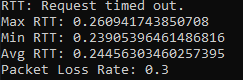 RTT: Request timed out.
Max RTT: 0.260941743850708
Min RTT: 0.23905396461486816
Avg RTT: 0.24456303460257395
Packet Loss Rate: 0.3